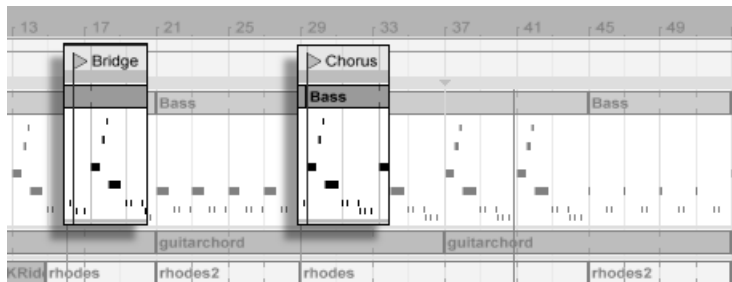 13 17 21 25 29 33 37 41 45 49
Bridge Chorus
Bass Bass Bass
guitarchord guitarchord
KRide rhodes rhodes2 rhodes rhodes2